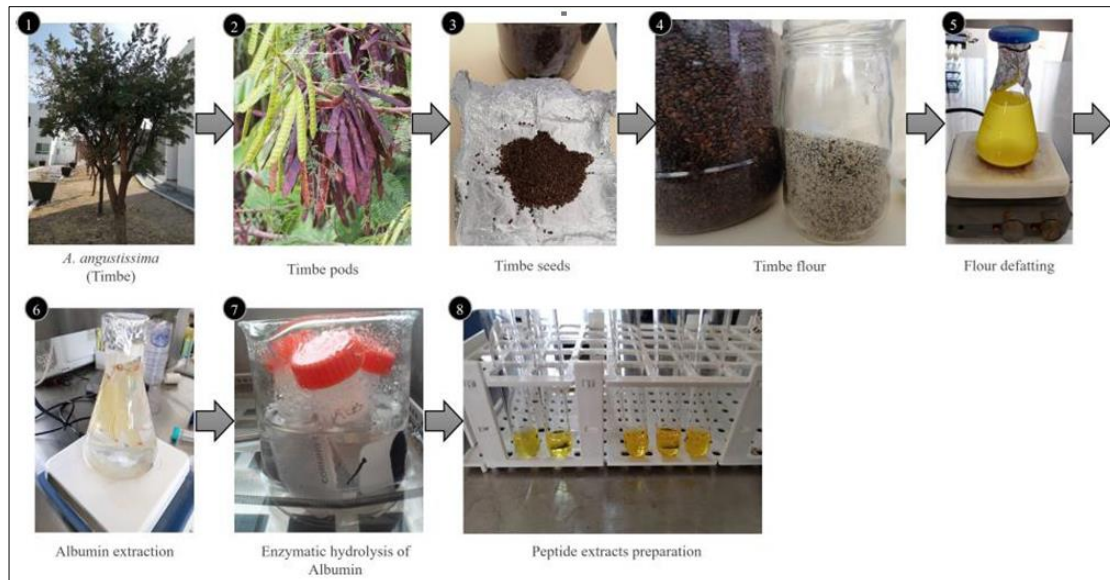 1
2
3
4
5
A. angustissima
(Timbe)
Timbe pods
Timbe seeds
Timbe flour
Flour defatting
6
7
8
Albumin extraction
Enzymatic hydrolysis of
Albumin
Peptide extracts preparation